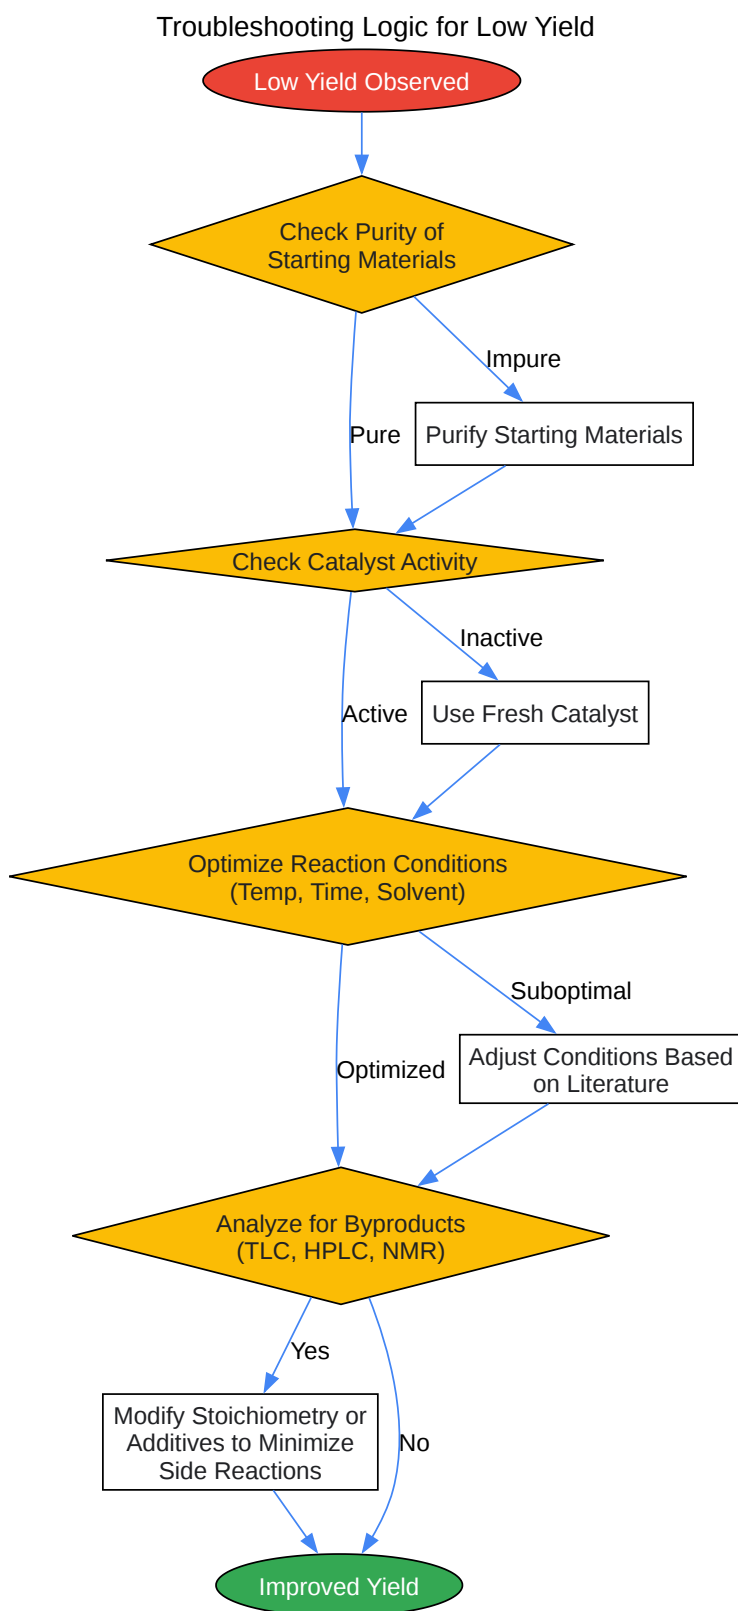 Troubleshooting Logic for Low Yield
Low Yield Observed
Check Purity of
Starting Materials
Impure
Pure
Purify Starting Materials
Check Catalyst Activity
Inactive
Active
Use Fresh Catalyst
Optimize Reaction Conditions
(Temp, Time, Solvent)
Suboptimal
Optimized
Adjust Conditions Based
on Literature
Analyze for Byproducts
(TLC, HPLC, NMR)
Yes
Modify Stoichiometry or
Additives to Minimize
Side Reactions
No
Improved Yield